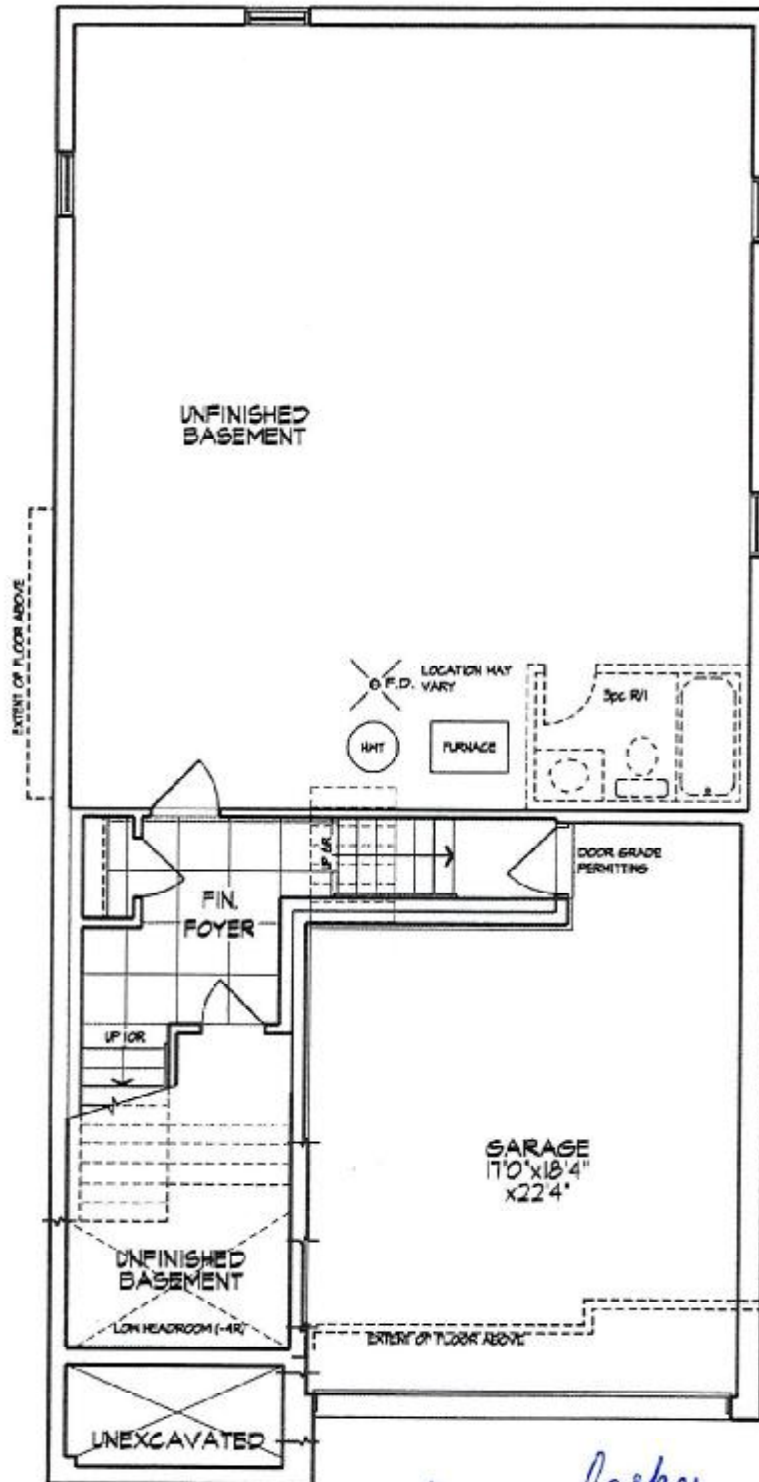 UNFINISHED
BASEMENT
EXTENT OF FLOOR ABOVE
F.D.
LOCATION MAY
VARY
3pc R/I
HWT
FURNACE
UP 6R
DOOR GRADE
PERMITTING
FIN.
FOYER
UP 10R
GARAGE
17'0"x18'4"
x22'4"
UNFINISHED
BASEMENT
LOW HEADROOM (-4R)
EXTENT OF FLOOR ABOVE
UNEXCAVATED